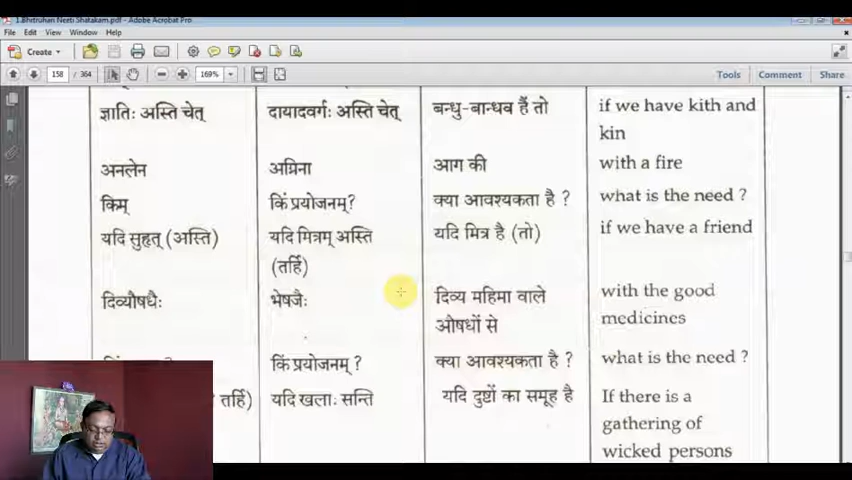 1.Bhitruhan Neeti Shatakam.pdf - Adobe Acrobat Pro
File Edit View Window Help
Create
158 / 364 169% Tools Comment Share
ज्ञातिः अस्ति चेत् दायादवर्गः अस्ति चेत् बन्धु-बान्धव हैं तो if we have kith and
kin
अनलेन अग्निना आग की with a fire
किम् किं प्रयोजनम्? क्या आवश्यकता है ? what is the need ?
यदि सुहृत् (अस्ति) यदि मित्रम् अस्ति यदि मित्र है (तो) if we have a friend
(तर्हि)
दिव्यौषधैः भेषजैः दिव्य महिमा वाले with the good
औषधों से medicines
किं प्रयोजनम् ? क्या आवश्यकता है ? what is the need ?
तर्हि) यदि खलाः सन्ति यदि दुष्टों का समूह है If there is a
gathering of
wicked persons